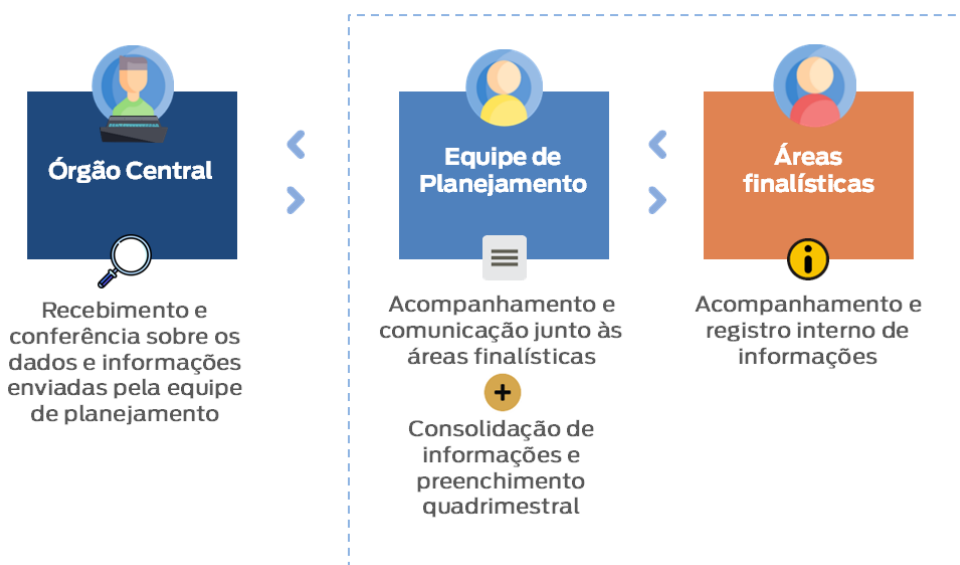 Órgão Central
Recebimento e
conferência sobre os
dados e informações
enviadas pela equipe
de planejamento
Equipe de
Planejamento
Acompanhamento e
comunicação junto às
áreas finalísticas
+
Consolidação de
informações e
preenchimento
quadrimestral
Áreas
finalísticas
Acompanhamento e
registro interno de
informações